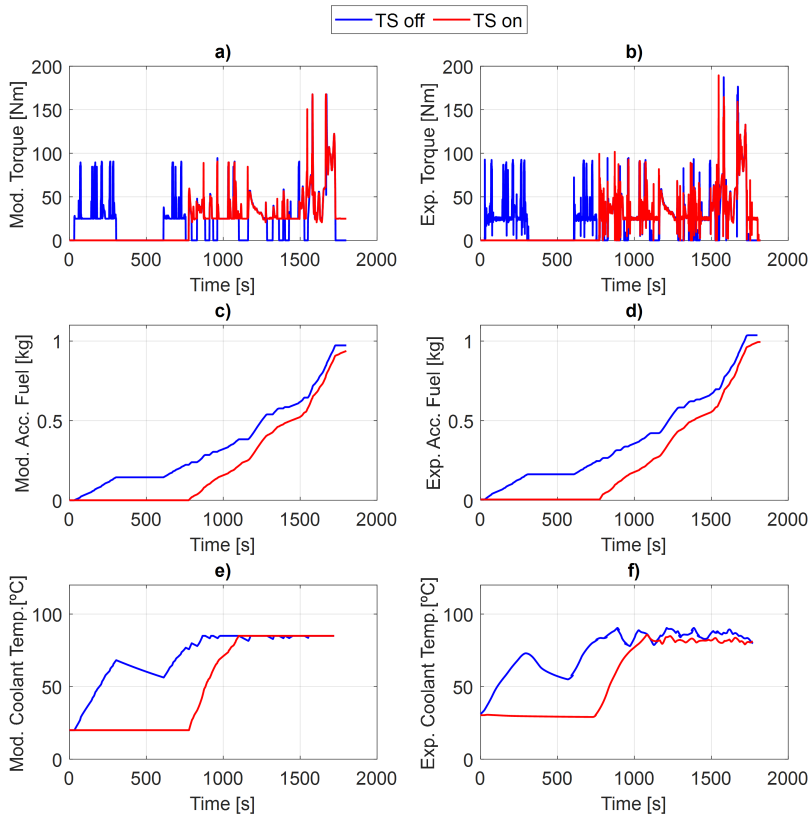 TS off TS on
a) b)
Mod. Torque [Nm]
200
150
100
50
0
0 500 1000 1500 2000
Time [s]
Exp. Torque [Nm]
200
150
100
50
0
0 500 1000 1500 2000
Time [s]
c) d)
Mod. Acc. Fuel [kg]
1
0.5
0
0 500 1000 1500 2000
Time [s]
Exp. Acc. Fuel [kg]
1
0.5
0
0 500 1000 1500 2000
Time [s]
e) f)
Mod. Coolant Temp.[ºC]
100
50
0
0 500 1000 1500 2000
Time [s]
Exp. Coolant Temp.[ºC]
100
50
0
0 500 1000 1500 2000
Time [s]